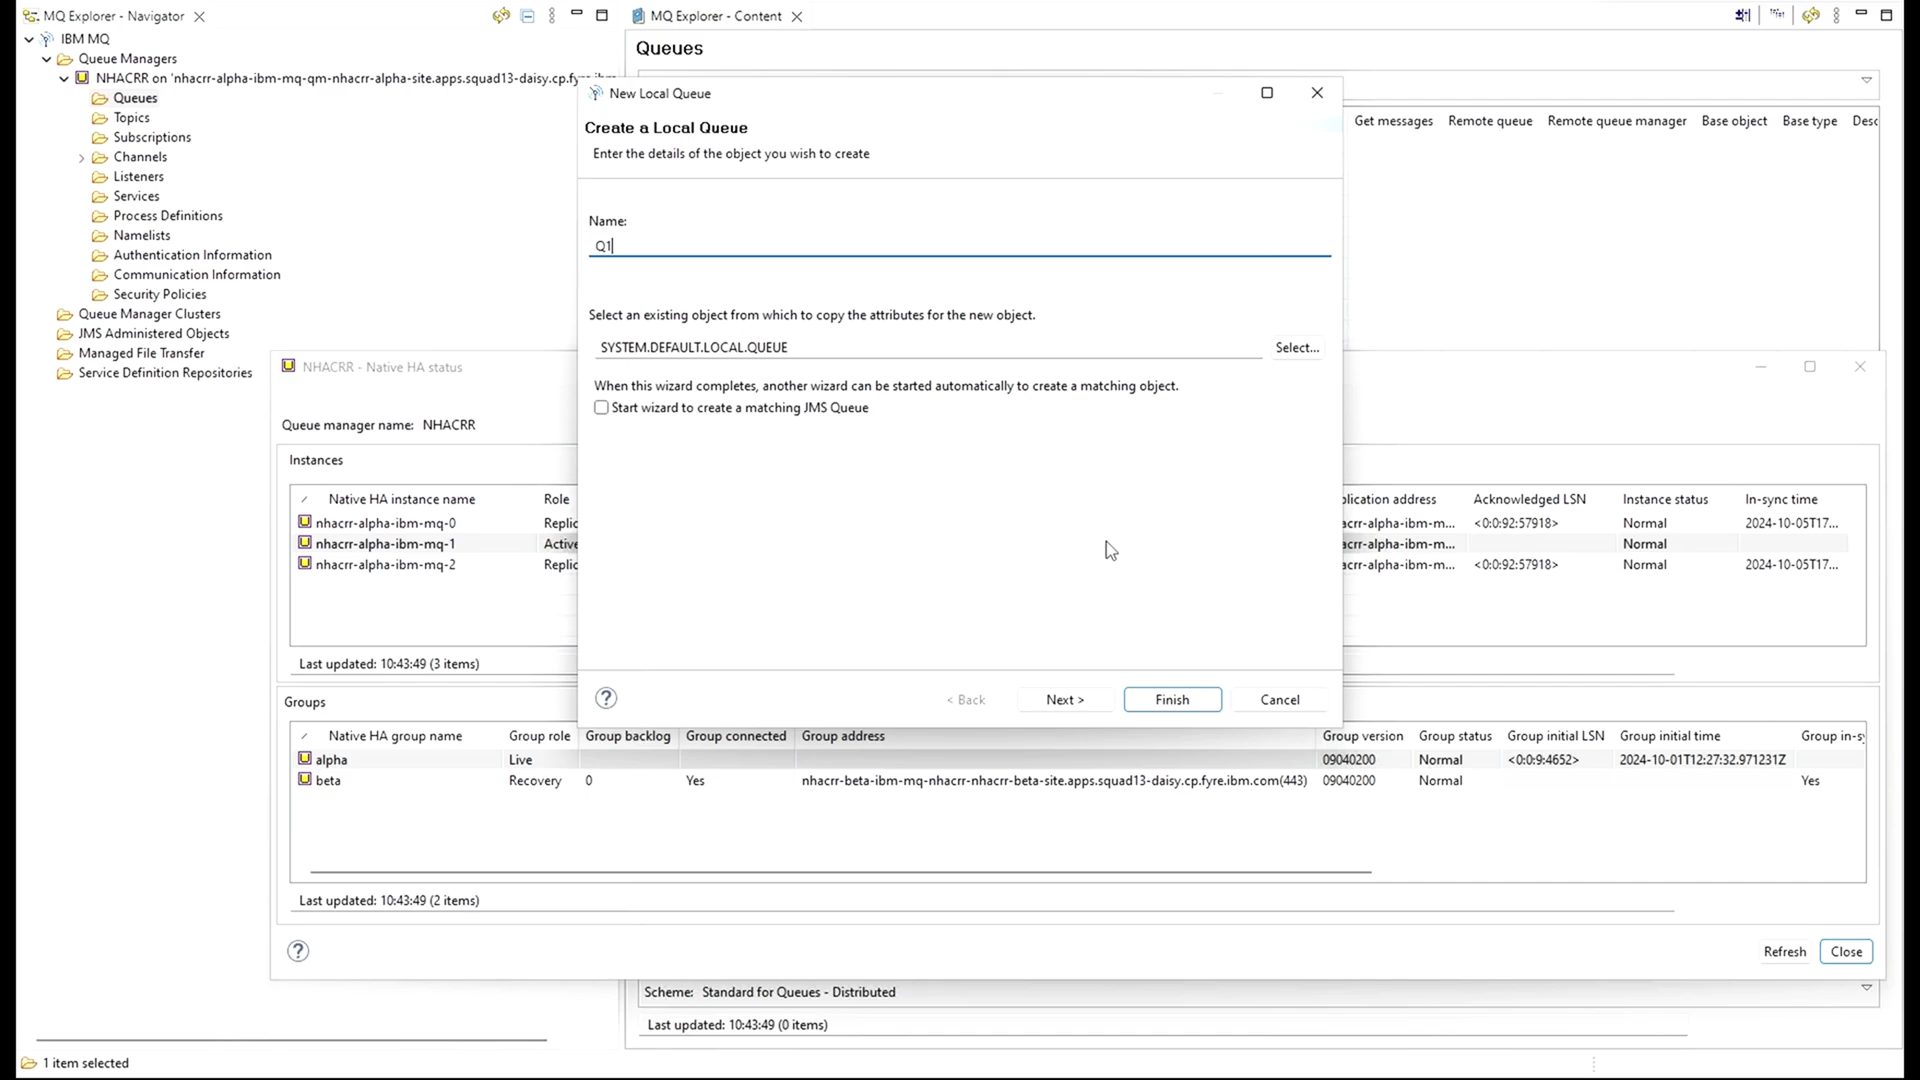 MQ Explorer - Navigator
IBM MQ
Queue Managers
NHACRR on 'nhacrr-alpha-ibm-mq-qm-nhacrr-alpha-site.apps.squad13-daisy.cp.fyre.ibm
Queues
Topics
Subscriptions
Channels
Listeners
Services
Process Definitions
Namelists
Authentication Information
Communication Information
Security Policies
Queue Manager Clusters
JMS Administered Objects
Managed File Transfer
Service Definition Repositories
MQ Explorer - Content
Queues
Get messages Remote queue Remote queue manager Base object Base type Desc
New Local Queue
Create a Local Queue
Enter the details of the object you wish to create
Name:
Q1
Select an existing object from which to copy the attributes for the new object.
SYSTEM.DEFAULT.LOCAL.QUEUE Select...
When this wizard completes, another wizard can be started automatically to create a matching object.
Start wizard to create a matching JMS Queue
< Back Next > Finish Cancel
NHACRR - Native HA status
Queue manager name: NHACRR
Instances
Native HA instance name Role plication address Acknowledged LSN Instance status In-sync time
nhacrr-alpha-ibm-mq-0 Replic acrr-alpha-ibm-m... <0:0:92:57918> Normal 2024-10-05T17...
nhacrr-alpha-ibm-mq-1 Active acrr-alpha-ibm-m... Normal
nhacrr-alpha-ibm-mq-2 Replic acrr-alpha-ibm-m... <0:0:92:57918> Normal 2024-10-05T17...
Last updated: 10:43:49 (3 items)
Groups
Native HA group name Group role Group backlog Group connected Group address Group version Group status Group initial LSN Group initial time Group in-sy
alpha Live 09040200 Normal <0:0:9:4652> 2024-10-01T12:27:32.971231Z
beta Recovery 0 Yes nhacrr-beta-ibm-mq-nhacrr-nhacrr-beta-site.apps.squad13-daisy.cp.fyre.ibm.com(443) 09040200 Normal Yes
Last updated: 10:43:49 (2 items)
Refresh Close
Scheme: Standard for Queues - Distributed
Last updated: 10:43:49 (0 items)
1 item selected